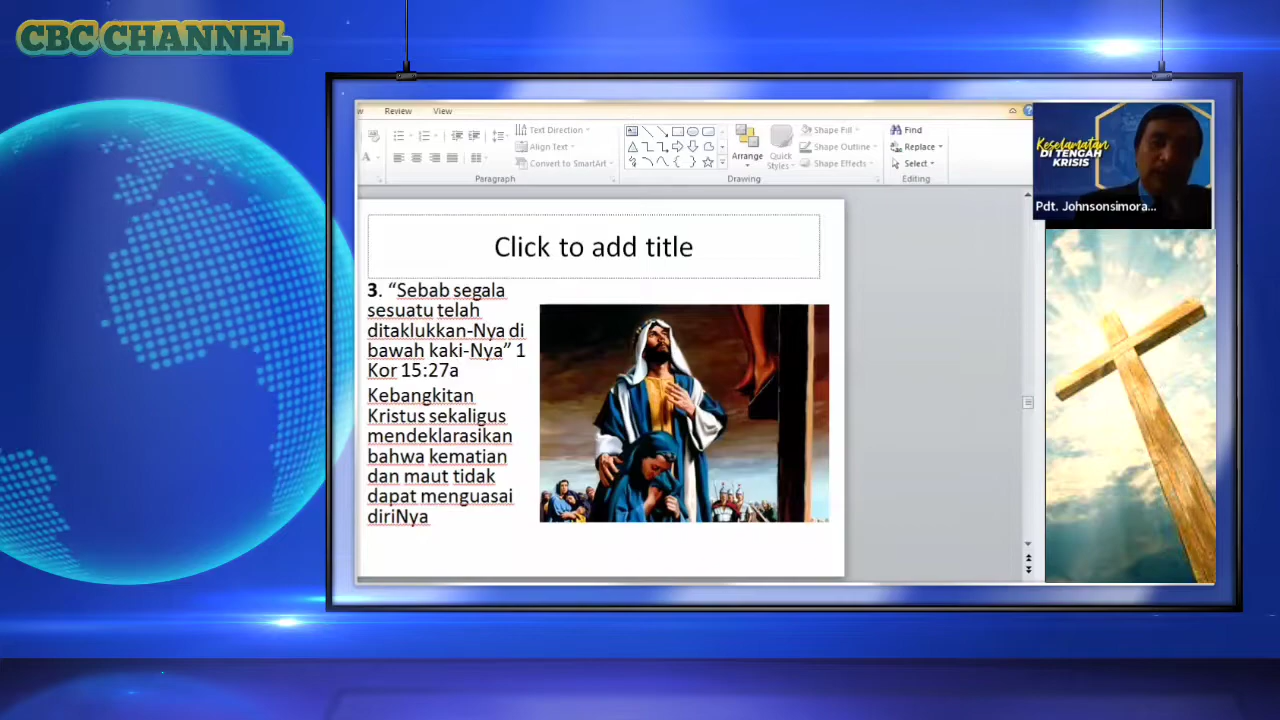 CBC CHANNEL
Review View
Text Direction
Align Text
Convert to SmartArt
Paragraph
Arrange
Quick
Styles
Shape Fill
Shape Outline
Shape Effects
Drawing
Find
Replace
Select
Editing
Keselamatan
DI TENGAH
KRISIS
Pdt. Johnsonsimora...
Click to add title
3. “Sebab segala
sesuatu telah
ditaklukkan-Nya di
bawah kaki-Nya” 1
Kor 15:27a
Kebangkitan
Kristus sekaligus
mendeklarasikan
bahwa kematian
dan maut tidak
dapat menguasai
diriNya